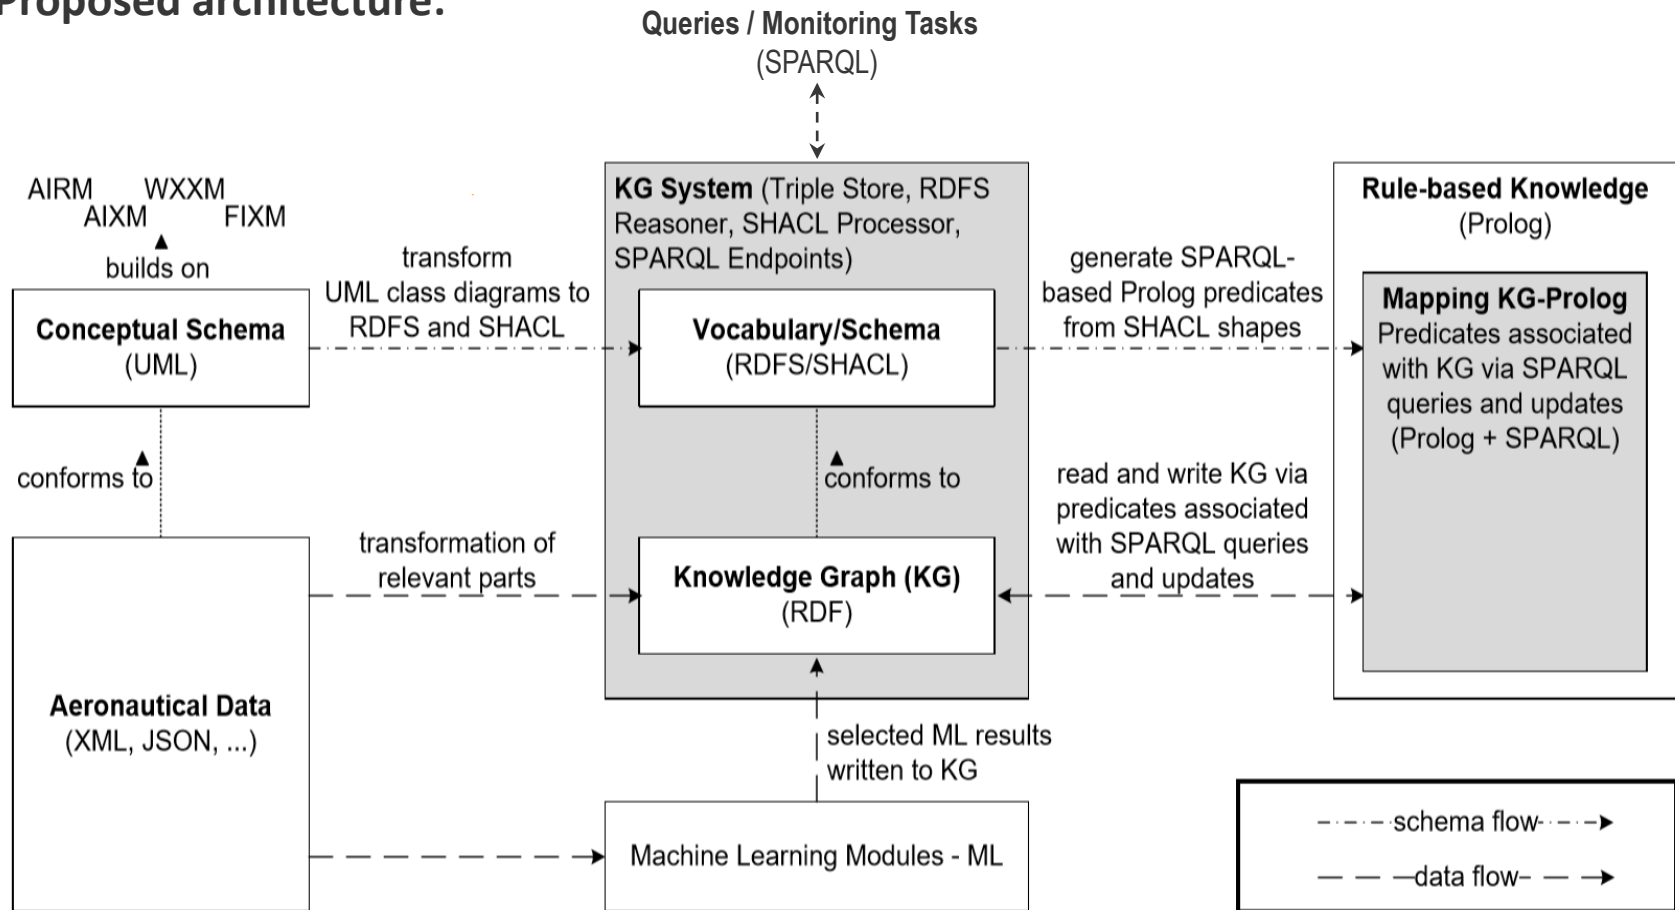 Proposed architecture:
Queries / Monitoring Tasks
(SPARQL)
AIRM WXXM
AIXM FIXM
builds on
Conceptual Schema
(UML)
conforms to
Aeronautical Data
(XML, JSON, ...)
transform
UML class diagrams to
RDFS and SHACL
transformation of
relevant parts
KG System (Triple Store, RDFS
Reasoner, SHACL Processor,
SPARQL Endpoints)
Vocabulary/Schema
(RDFS/SHACL)
conforms to
Knowledge Graph (KG)
(RDF)
selected ML results
written to KG
Machine Learning Modules - ML
generate SPARQL-
based Prolog predicates
from SHACL shapes
read and write KG via
predicates associated
with SPARQL queries
and updates
Rule-based Knowledge
(Prolog)
Mapping KG-Prolog
Predicates associated
with KG via SPARQL
queries and updates
(Prolog + SPARQL)
schema flow
data flow